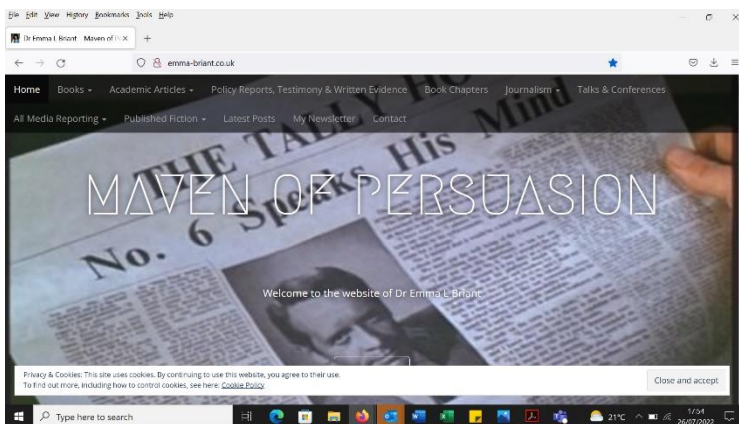 File Edit View History Bookmarks Tools Help
Dr Emma L Briant Maven of
emma-briant.co.uk
Home Books Academic Articles Policy Reports, Testimony & Written Evidence Book Chapters Journalism Talks & Conferences
All Media Reporting Published Fiction Latest Posts My Newsletter Contact
THE TALLY HO
No. 6 Speaks His Mind
MAVEN OF PERSUASION
Welcome to the website of Dr Emma L Briant
Privacy & Cookies: This site uses cookies. By continuing to use this website, you agree to their use.
To find out more, including how to control cookies, see here: Cookie Policy
Close and accept
Type here to search
21°C
17:54
26/07/2022